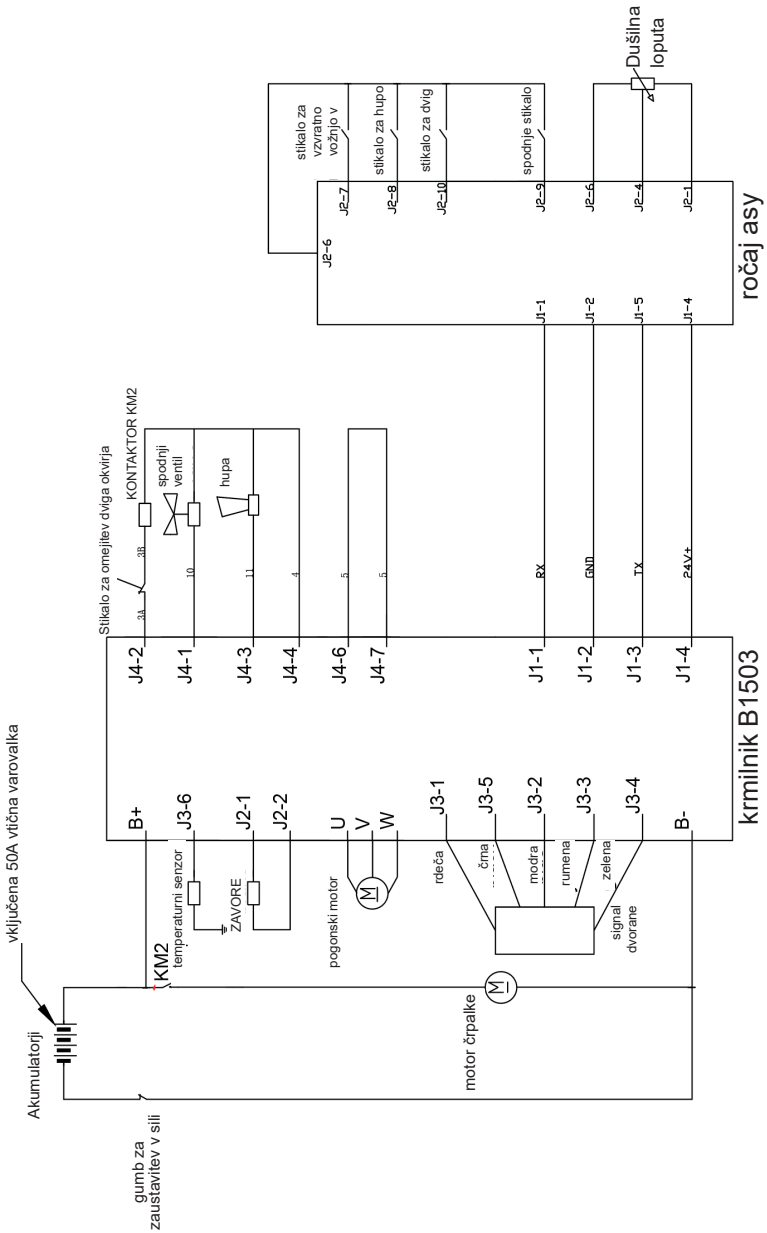 vključena 50A vtična varovalka
Akumulatorji
gumb za
zaustavitev v sili
KM2
motor črpalke
M
B+
temperaturni senzor
J3-6
ZAVORE
J2-1
J2-2
pogonski motor
M
U
V
W
rdeča
črna
modra
rumena
zelena
signal
dvorane
J3-1
J3-5
J3-2
J3-3
J3-4
B-
krmilnik B1503
J4-2
J4-1
J4-3
J4-4
J4-6
J4-7
J1-1
J1-2
J1-3
J1-4
Stikalo za omejitev dviga okvirja
3A
3B
KONTAKTOR KM2
10
spodnji
ventil
11
hupa
4
5
5
RX
GND
TX
24V+
J1-1
J1-2
J1-5
J1-4
ročaj asy
J2-6
J2-7
J2-8
J2-10
J2-9
J2-6
J2-4
J2-1
stikalo za
vzvratno
vožnjo v
stikalo za hupo
stikalo za dvig
spodnje stikalo
Dušilna
loputa